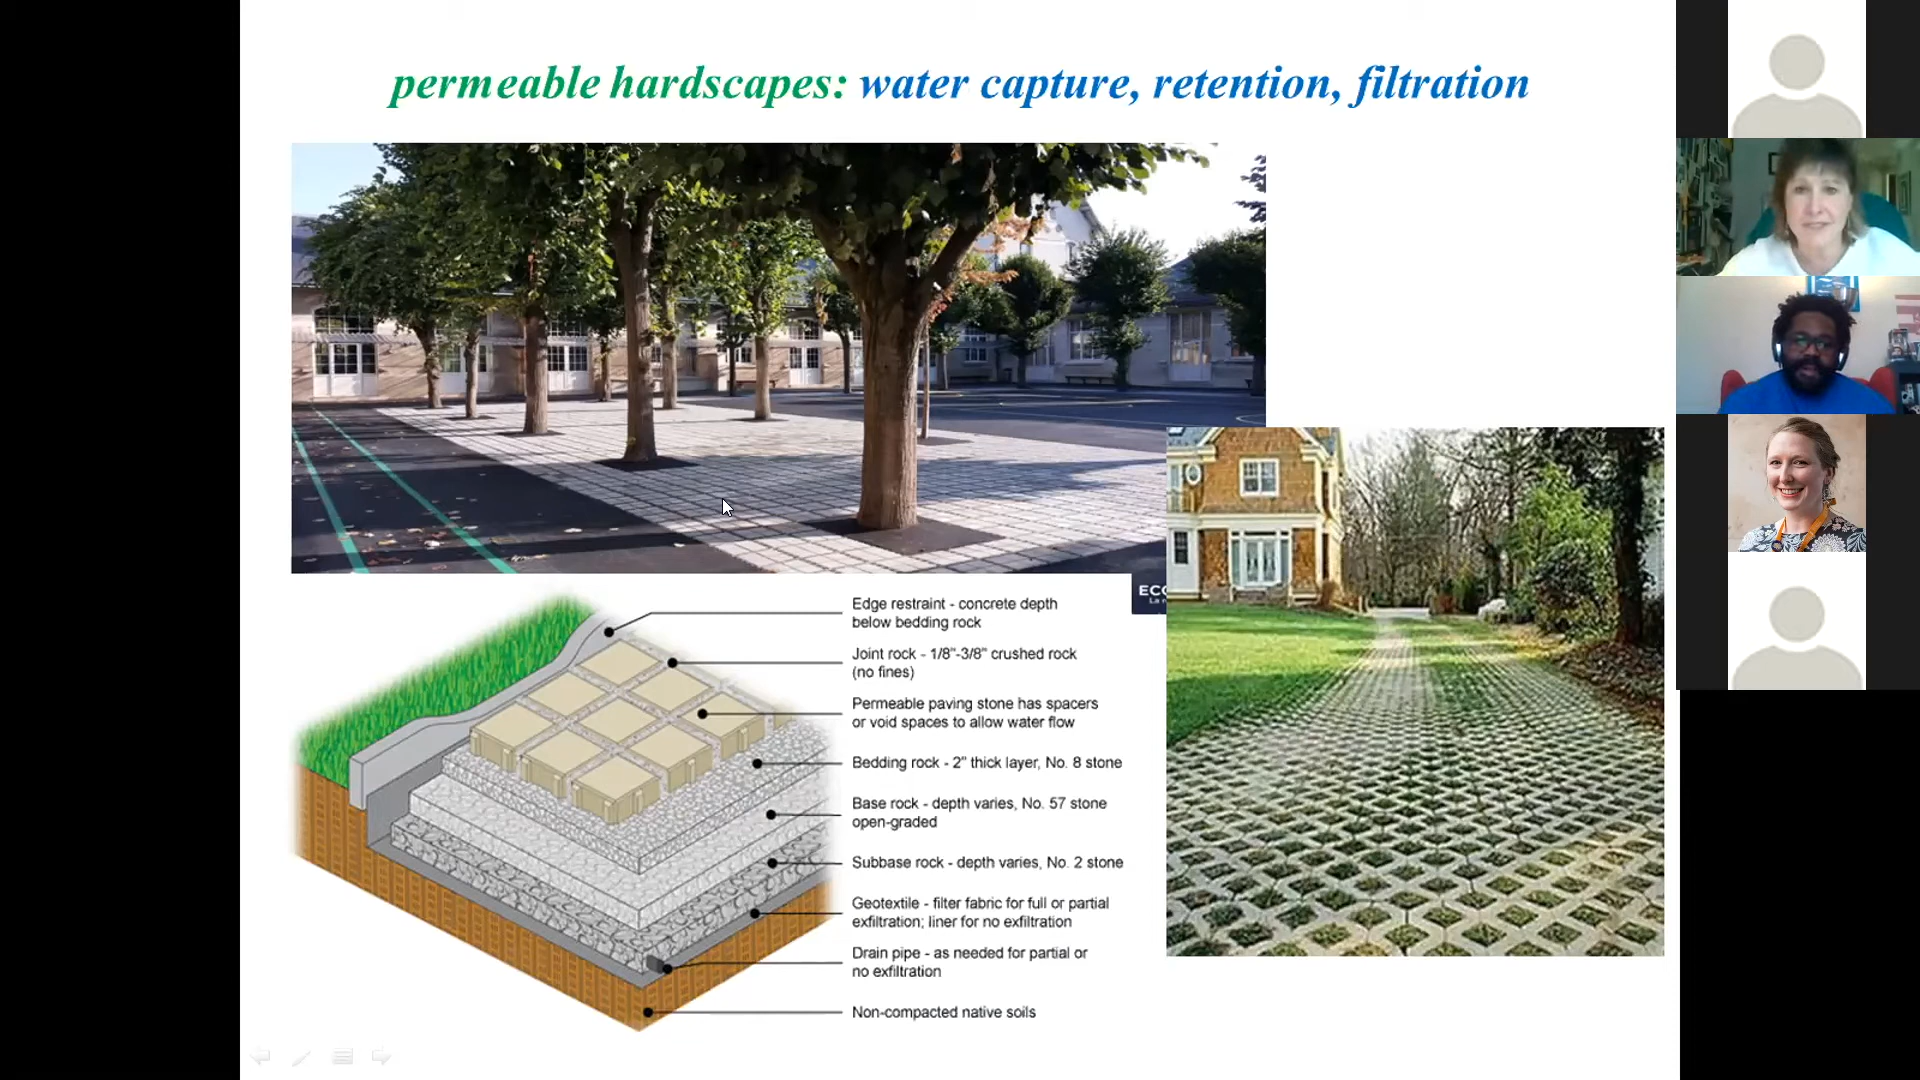 permeable hardscapes: water capture, retention, filtration
Edge restraint - concrete depth
below bedding rock
Joint rock - 1/8"-3/8" crushed rock
(no fines)
Permeable paving stone has spacers
or void spaces to allow water flow
Bedding rock - 2" thick layer, No. 8 stone
Base rock - depth varies, No. 57 stone
open-graded
Subbase rock - depth varies, No. 2 stone
Geotextile - filter fabric for full or partial
exfiltration; liner for no exfiltration
Drain pipe - as needed for partial or
no exfiltration
Non-compacted native soils